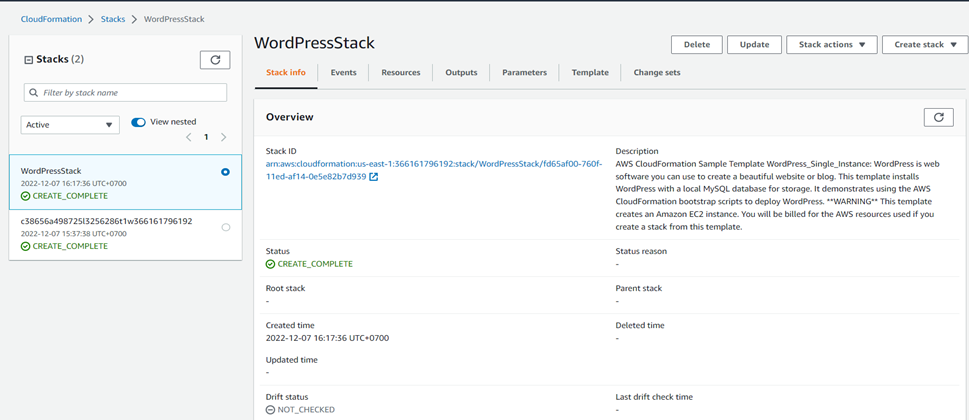 CloudFormation > Stacks > WordPressStack
Stacks (2)
Filter by stack name
Active
View nested
1
WordPressStack
2022-12-07 16:17:36 UTC+0700
CREATE_COMPLETE
c38656a498725l3256286t1w366161796192
2022-12-07 15:37:38 UTC+0700
CREATE_COMPLETE
WordPressStack
Delete
Update
Stack actions
Create stack
Stack info
Events
Resources
Outputs
Parameters
Template
Change sets
Overview
Stack ID
arn:aws:cloudformation:us-east-1:366161796192:stack/WordPressStack/fd65af00-760f-
11ed-af14-0e5e82b7d939
Description
AWS CloudFormation Sample Template WordPress_Single_Instance: WordPress is web
software you can use to create a beautiful website or blog. This template installs
WordPress with a local MySQL database for storage. It demonstrates using the AWS
CloudFormation bootstrap scripts to deploy WordPress. **WARNING** This template
creates an Amazon EC2 instance. You will be billed for the AWS resources used if you
create a stack from this template.
Status
CREATE_COMPLETE
Status reason
-
Root stack
-
Parent stack
-
Created time
2022-12-07 16:17:36 UTC+0700
Deleted time
-
Updated time
-
Drift status
NOT_CHECKED
Last drift check time
-